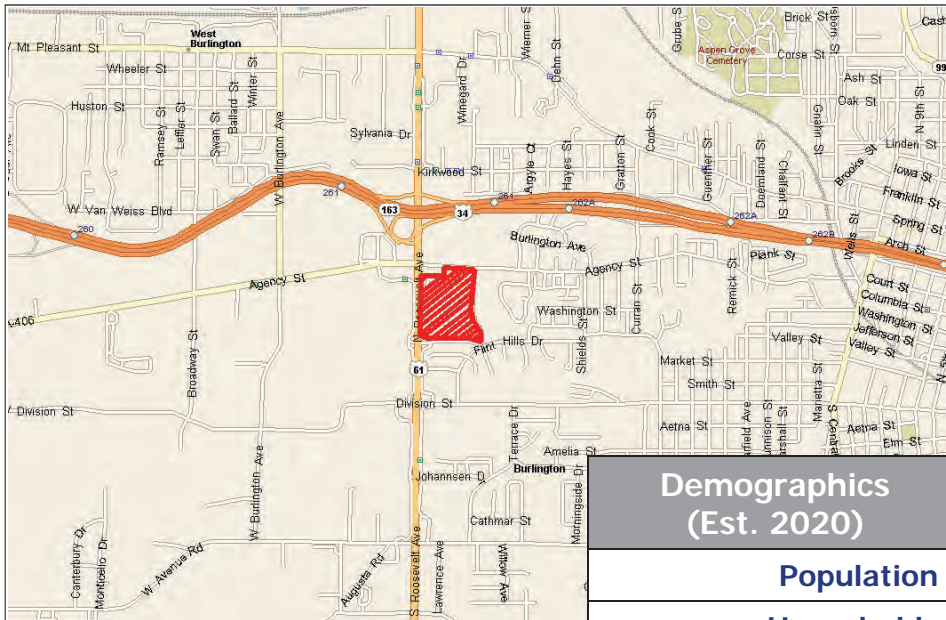 West
Burlington
Mt Pleasant St
Wheeler St
Huston St
Ramsey St
Leffler St
Swan St
Ballard St
Winter St
W Burlington Ave
Sylvania Dr
Winegard Dr
Wierner St
Dehn St
Grube St
Aspen Grove
Cemetery
Brick St
Corse St
Ash St
Oak St
Gnahn St
99
Linden St
Iowa St
Brooks St
Franklin St
Spring St
Arch St
Cook St
Kirkwood St
Argyle Ct
Hayes St
Gratton St
Guenther St
Doemland St
Chalfant St
Wells St
W Van Weiss Blvd
260
261
163
34
261
262A
262A
262B
Burlington Ave
Agency St
Agency St
Plank St
Court St
Columbia St
Washington St
Jefferson St
Valley St
Valley St
Washington St
Curran St
Remick St
Shields St
Flint Hills Dr
Market St
Smith St
Marietta St
61
Broadway St
Division St
Division St
Aetna St
Aetna St
Elm St
Terrace Dr
Amelia St
Johannsen D
Burlington
Morningside Dr
Cathmar St
W Burlington Ave
Canterbury Dr
Monticello Dr
W Avenue Rd
Augusta Rd
S Roosevelt Ave
Lawrence Ave
Willow Ave
Demographics
(Est. 2020)
Population